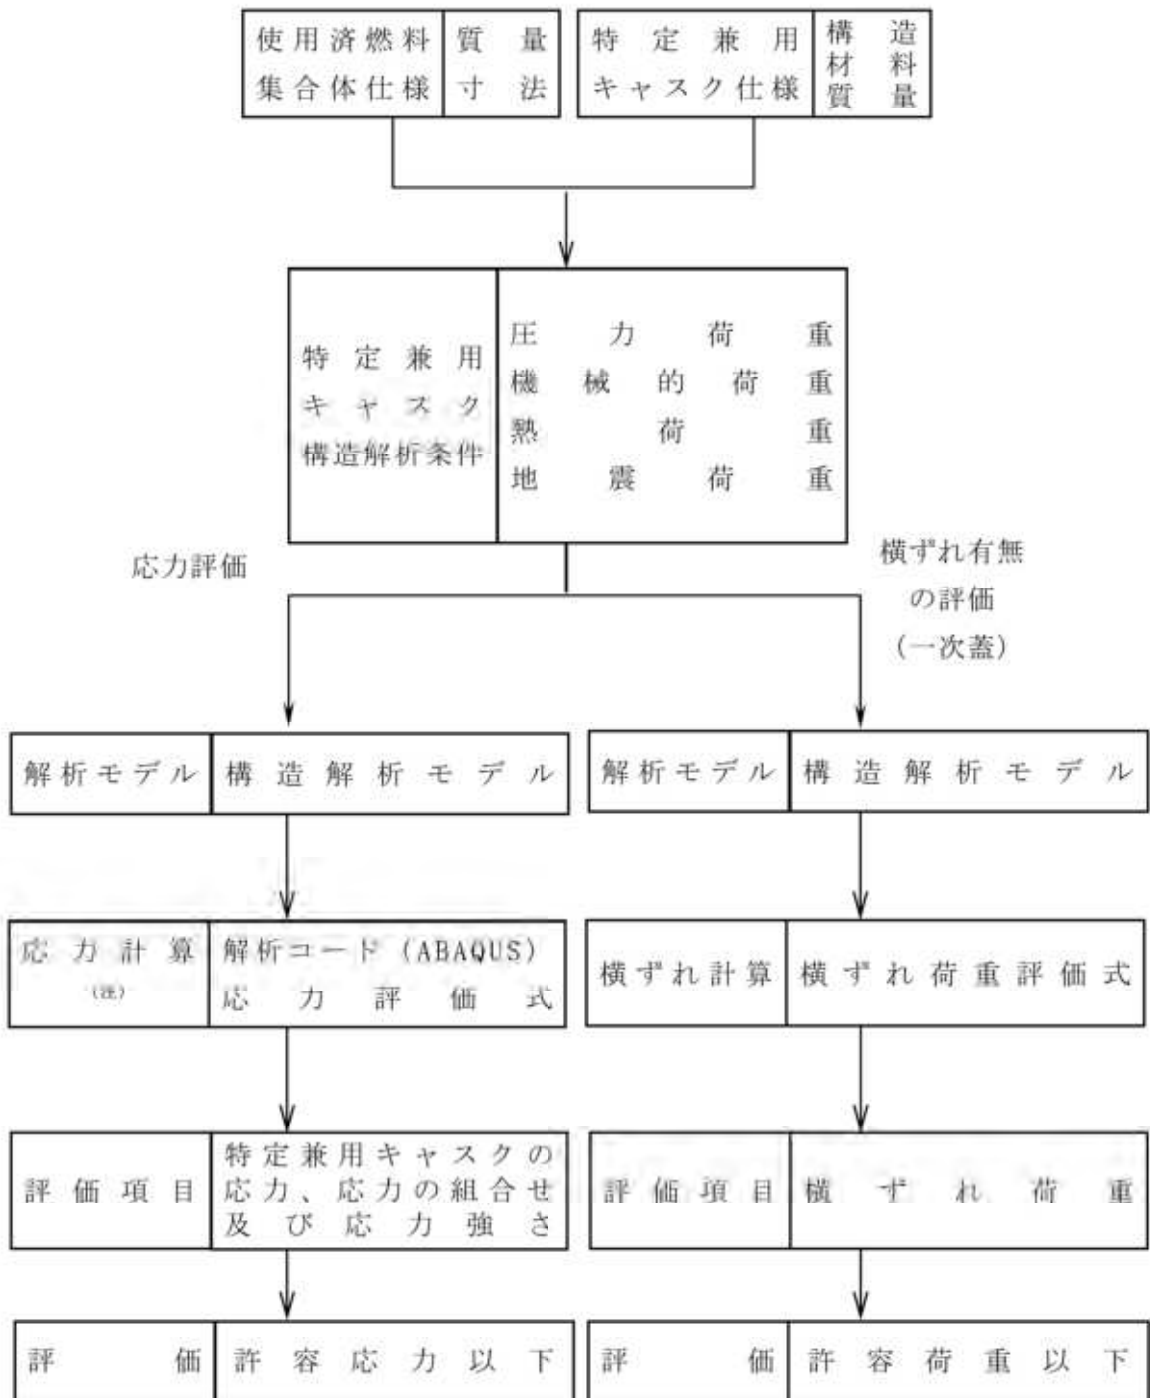 使用済燃料
集合体仕様
質量
寸法
特定兼用
キャスク仕様
構造
材料
質量
特定兼用
キャスク
構造解析条件
圧力荷重
機械的荷重
熱荷重
地震荷重
応力評価
横ずれ有無
の評価
(一次蓋)
解析モデル
構造解析モデル
解析モデル
構造解析モデル
応力計算
(注)
解析コード(ABAQUS)
応力評価式
横ずれ計算
横ずれ荷重評価式
評価項目
特定兼用キャスクの
応力、応力の組合せ
及び応力強さ
評価項目
横ずれ荷重
評価
許容応力以下
評価
許容荷重以下